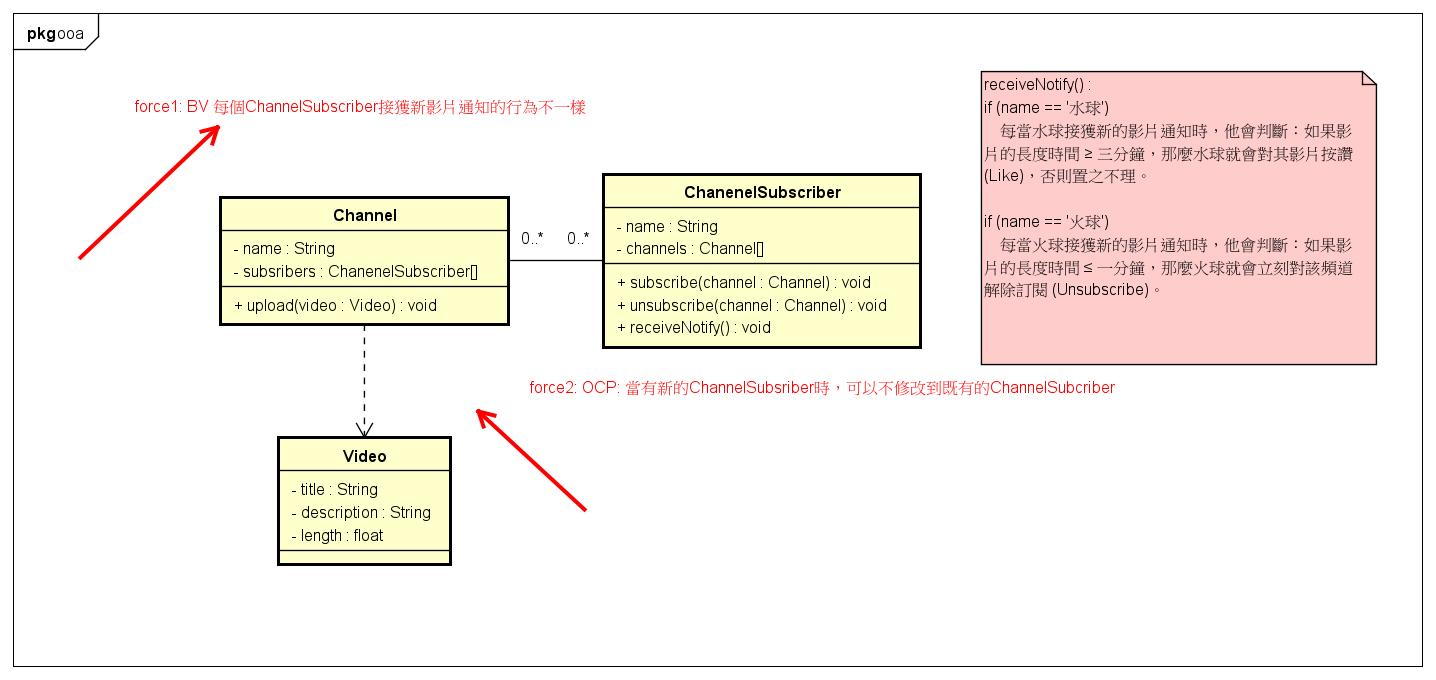 pkg ooa
force1: BV 每個ChannelSubscriber接獲新影片通知的行為不一樣
Channel
- name : String
- subsribers : ChanenelSubscriber[]
+ upload(video : Video) : void
0..*
0..*
ChanenelSubscriber
- name : String
- channels : Channel[]
+ subscribe(channel : Channel) : void
+ unsubscribe(channel : Channel) : void
+ receiveNotify() : void
receiveNotify() :
if (name == '水球')
每當水球接獲新的影片通知時，他會判斷：如果影
片的長度時間 ≥ 三分鐘，那麼水球就會對其影片按讚
(Like)，否則置之不理。
if (name == '火球')
每當火球接獲新的影片通知時，他會判斷：如果影
片的長度時間 ≤ 一分鐘，那麼火球就會立刻對該頻道
解除訂閱 (Unsubscribe)。
force2: OCP: 當有新的ChannelSubsriber時，可以不修改到既有的ChannelSubcriber
Video
- title : String
- description : String
- length : float